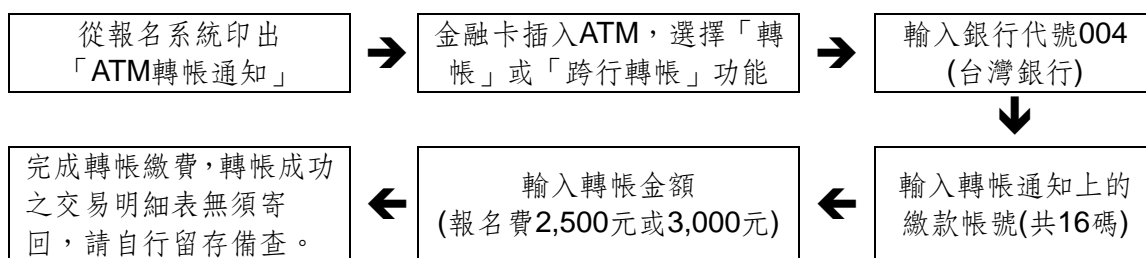 從報名系統印出
「ATM轉帳通知」
金融卡插入ATM，選擇「轉
帳」或「跨行轉帳」功能
輸入銀行代號004
(台灣銀行)
輸入轉帳通知上的
繳款帳號(共16碼)
輸入轉帳金額
(報名費2,500元或3,000元)
完成轉帳繳費，轉帳成功
之交易明細表無須寄
回，請自行留存備查。